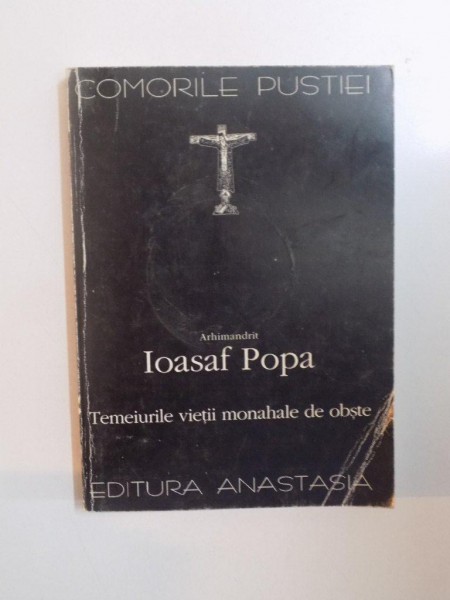 COMORILE PUSTIEI
Arhimandrit
Ioasaf Popa
Temeiurile vieții monahale de obște
EDITURA ANASTASIA